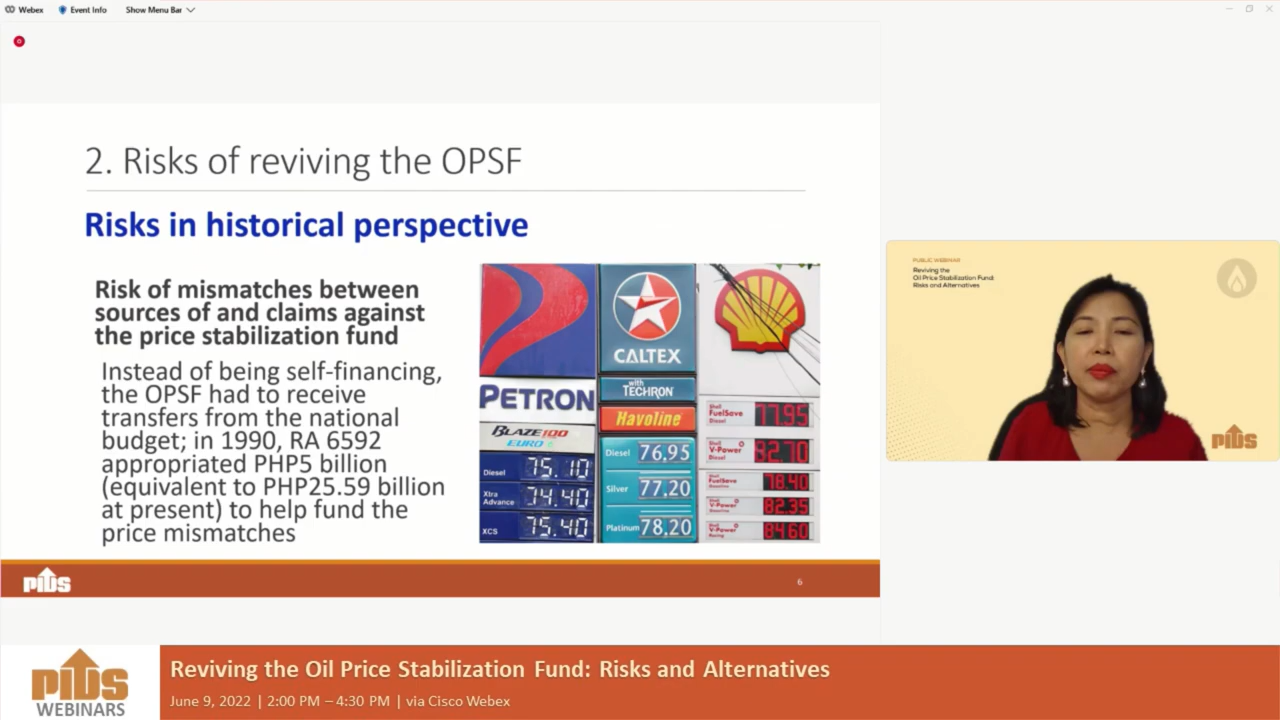 Webex
Event Info
Show Menu Bar
2. Risks of reviving the OPSF
Risks in historical perspective
Risk of mismatches between
sources of and claims against
the price stabilization fund
Instead of being self-financing,
the OPSF had to receive
transfers from the national
budget; in 1990, RA 6592
appropriated PHP5 billion
(equivalent to PHP25.59 billion
at present) to help fund the
price mismatches
PETRON
BLAZE100
EURO
Diesel 75.10
Xtra Advance 74.40
XCS 75.40
CALTEX
with
TECHRON
Havoline
Diesel 76.95
Silver 77.20
Platinum 78.20
Shell
FuelSave
Diesel 77.95
Shell
V-Power
Diesel 82.10
Shell
FuelSave
78.40
Shell
V-Power
82.35
Shell
V-Power
Racing 84.60
PUBLIC WEBINAR
Reviving the
Oil Price Stabilization Fund:
Risks and Alternatives
PIDS
PIDS
6
PIDS
WEBINARS
Reviving the Oil Price Stabilization Fund: Risks and Alternatives
June 9, 2022 | 2:00 PM – 4:30 PM | via Cisco Webex